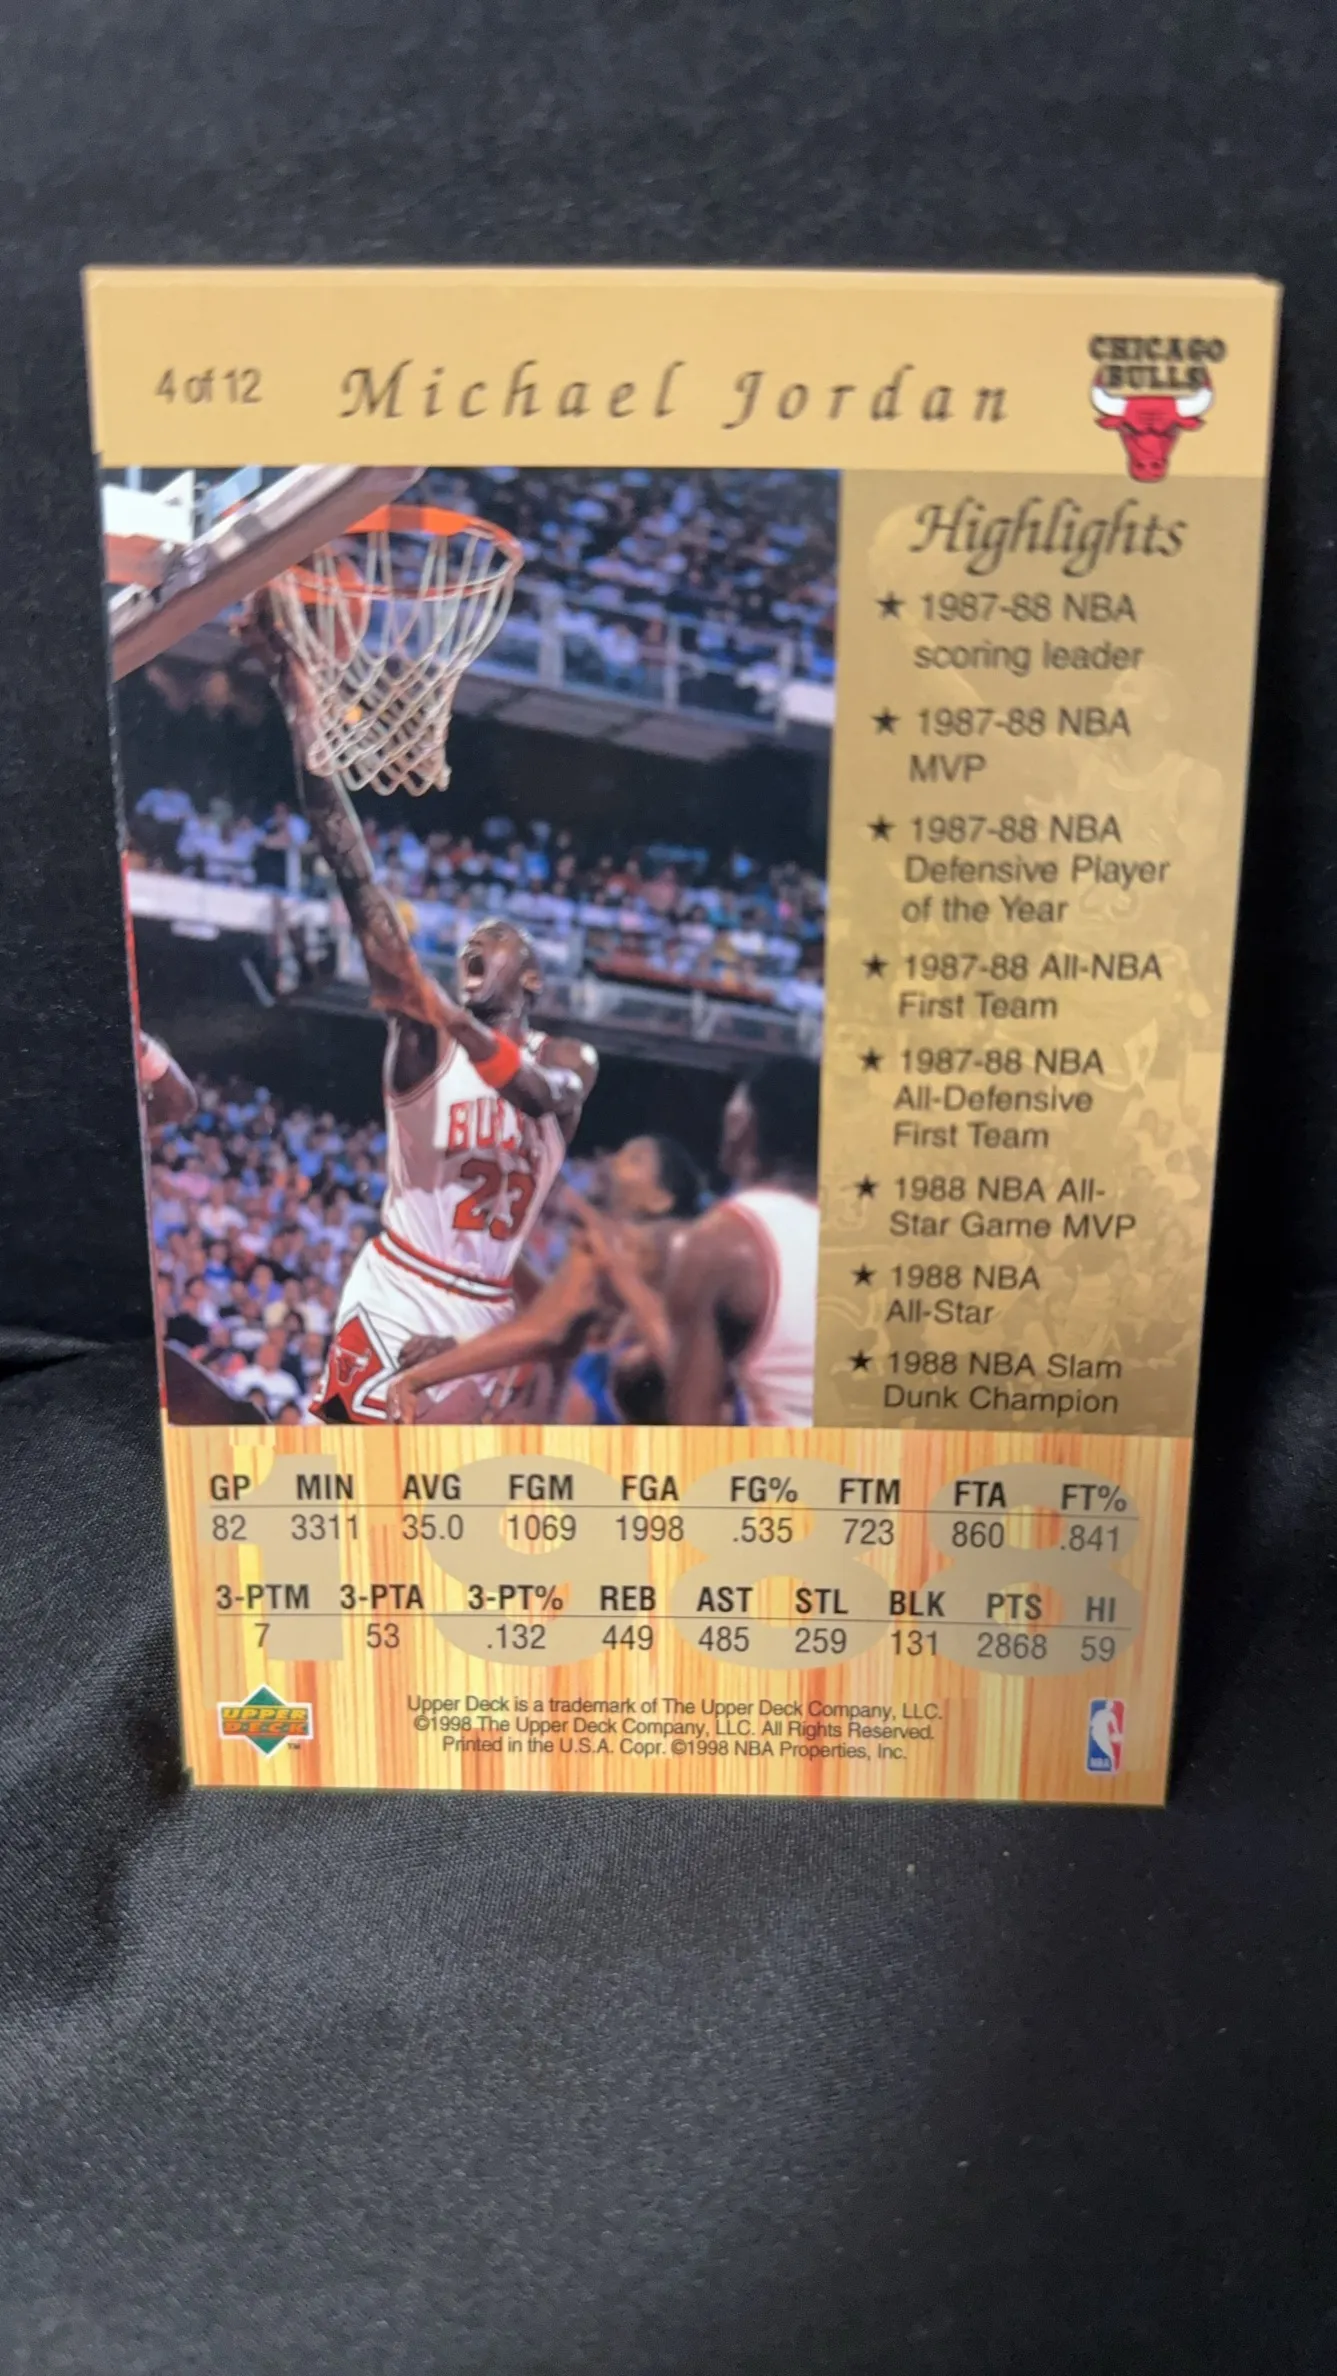 4 of 12
Michael Jordan
CHICAGO
BULLS
Highlights
★ 1987-88 NBA
scoring leader
★ 1987-88 NBA
MVP
★ 1987-88 NBA
Defensive Player
of the Year
★ 1987-88 All-NBA
First Team
★ 1987-88 NBA
All-Defensive
First Team
★ 1988 NBA All-
Star Game MVP
★ 1988 NBA
All-Star
★ 1988 NBA Slam
Dunk Champion
BULLS
23
1988
GP MIN AVG FGM FGA FG% FTM FTA FT%
82 3311 35.0 1069 1998 .535 723 860 .841
3-PTM 3-PTA 3-PT% REB AST STL BLK PTS HI
7 53 .132 449 485 259 131 2868 59
UPPER
DECK
TM
Upper Deck is a trademark of The Upper Deck Company, LLC.
©1998 The Upper Deck Company, LLC. All Rights Reserved.
Printed in the U.S.A. Copr. ©1998 NBA Properties, Inc.
NBA